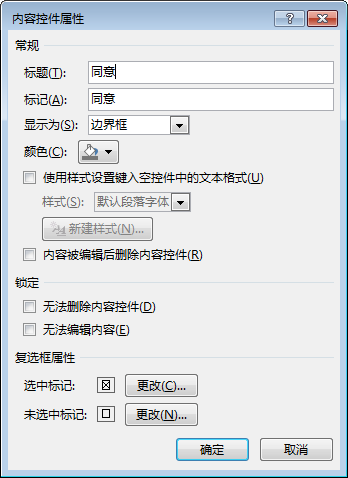 内容控件属性
常规
标题(T): 同意
标记(A): 同意
显示为(S): 边界框
颜色(C):
使用样式设置键入空控件中的文本格式(U)
样式(S): 默认段落字体
新建样式(N)...
内容被编辑后删除内容控件(R)
锁定
无法删除内容控件(D)
无法编辑内容(E)
复选框属性
选中标记: 更改(C)...
未选中标记: 更改(N)...
确定 取消